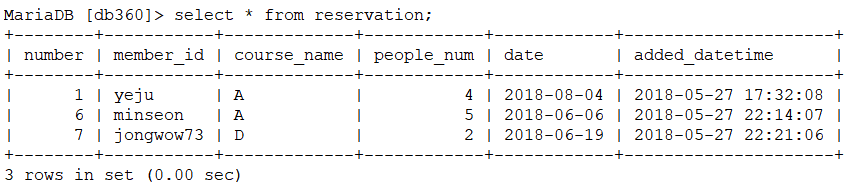 MariaDB [db360]> select * from reservation;
+--------+-----------+-------------+------------+------------+---------------------+
| number | member_id | course_name | people_num | date       | added_datetime      |
+--------+-----------+-------------+------------+------------+---------------------+
|      1 | yeju      | A           |          4 | 2018-08-04 | 2018-05-27 17:32:08 |
|      6 | minseon   | A           |          5 | 2018-06-06 | 2018-05-27 22:14:07 |
|      7 | jongwow73 | D           |          2 | 2018-06-19 | 2018-05-27 22:21:06 |
+--------+-----------+-------------+------------+------------+---------------------+
3 rows in set (0.00 sec)